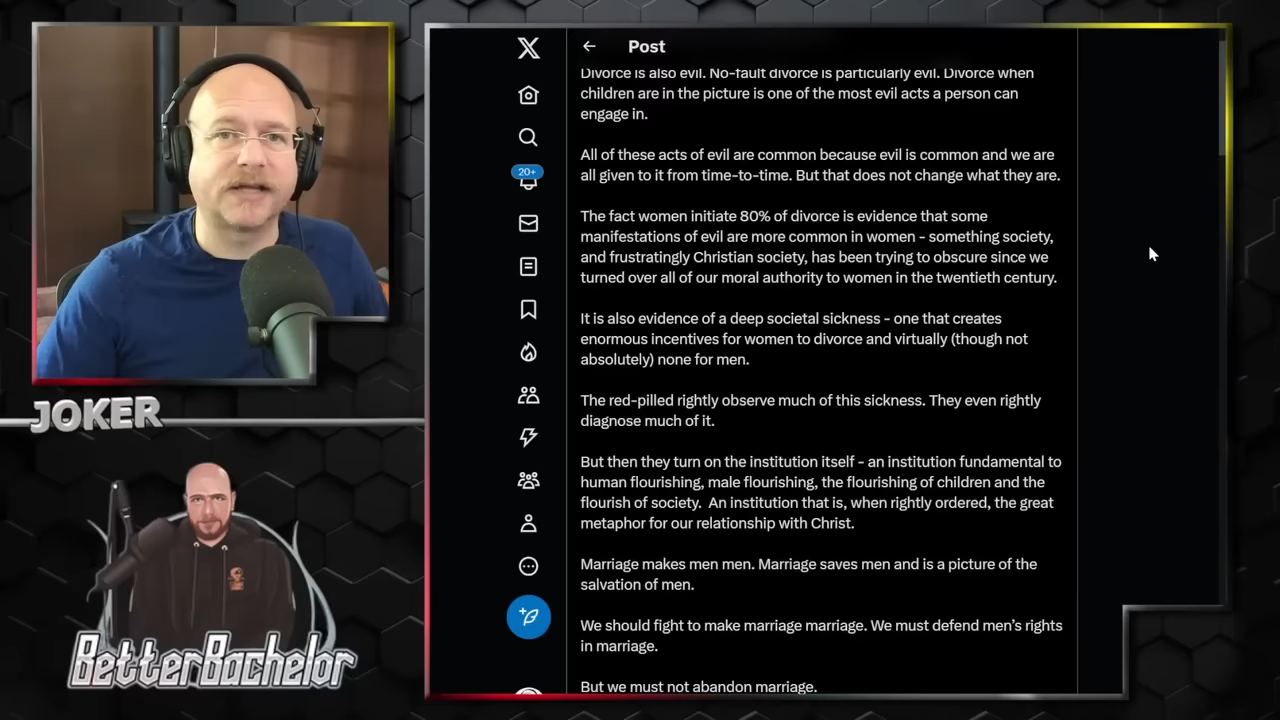 Post
Divorce is also evil. No-fault divorce is particularly evil. Divorce when
children are in the picture is one of the most evil acts a person can
engage in.
All of these acts of evil are common because evil is common and we are
all given to it from time-to-time. But that does not change what they are.
20+
The fact women initiate 80% of divorce is evidence that some
manifestations of evil are more common in women - something society,
and frustratingly Christian society, has been trying to obscure since we
turned over all of our moral authority to women in the twentieth century.
It is also evidence of a deep societal sickness - one that creates
enormous incentives for women to divorce and virtually (though not
absolutely) none for men.
The red-pilled rightly observe much of this sickness. They even rightly
diagnose much of it.
But then they turn on the institution itself - an institution fundamental to
human flourishing, male flourishing, the flourishing of children and the
flourish of society.  An institution that is, when rightly ordered, the great
metaphor for our relationship with Christ.
Marriage makes men men. Marriage saves men and is a picture of the
salvation of men.
We should fight to make marriage marriage. We must defend men's rights
in marriage.
But we must not abandon marriage.
JOKER
BetterBachelor